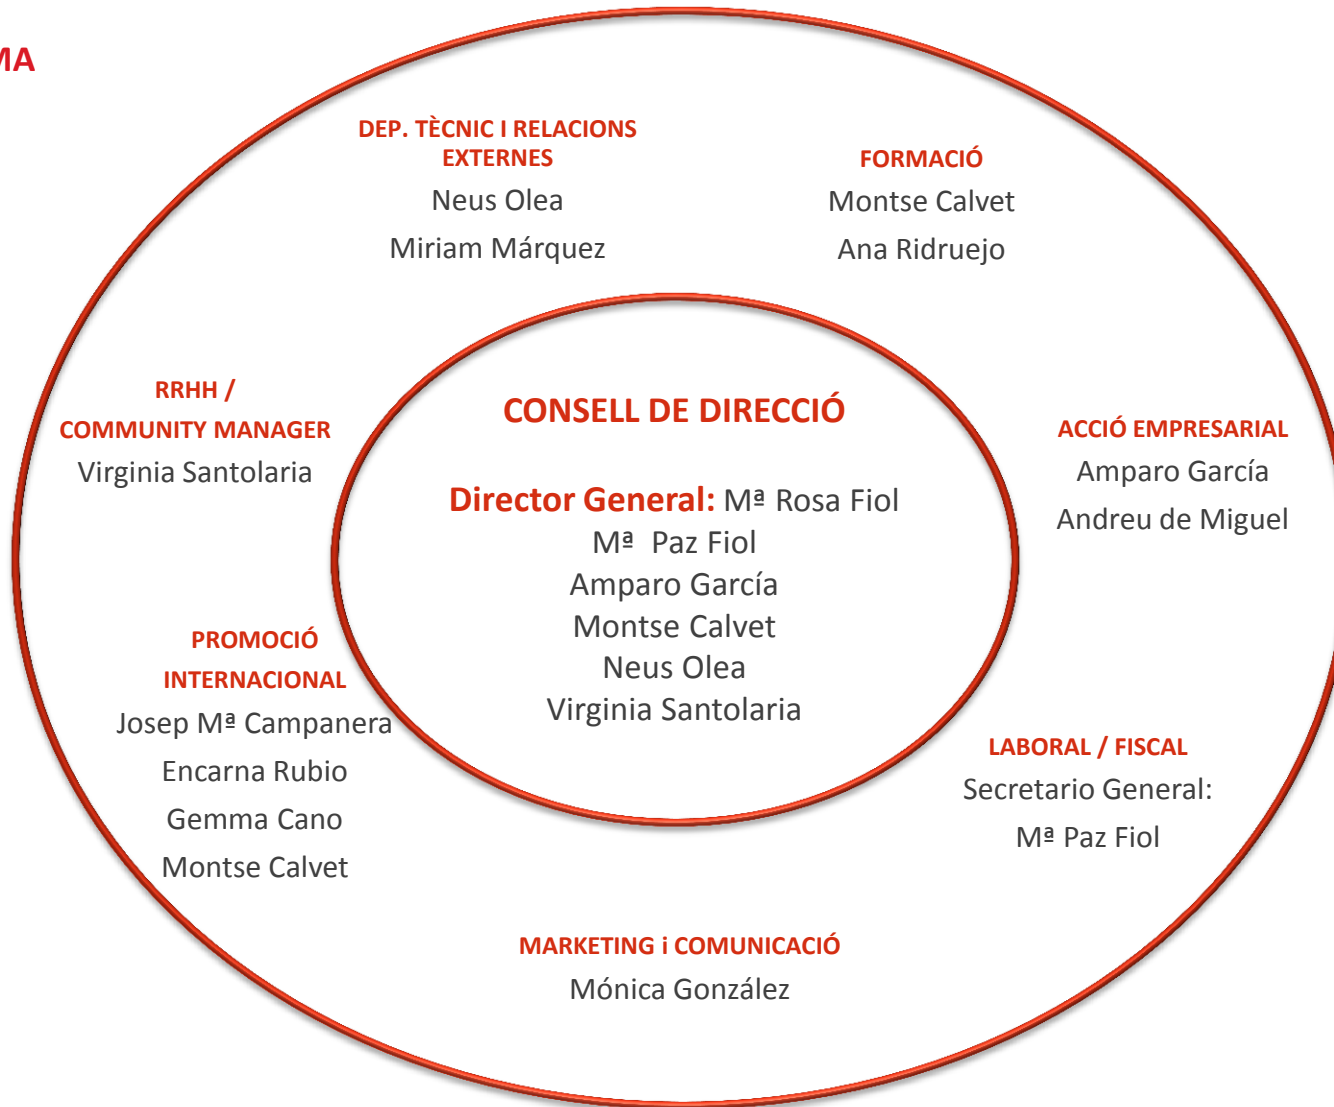 MA
DEP. TÈCNIC I RELACIONS
EXTERNES
Neus Olea
Miriam Márquez
FORMACIÓ
Montse Calvet
Ana Ridruejo
RRHH /
COMMUNITY MANAGER
Virginia Santolaria
CONSELL DE DIRECCIÓ
Director General: Mª Rosa Fiol
Mª Paz Fiol
Amparo García
Montse Calvet
Neus Olea
Virginia Santolaria
ACCIÓ EMPRESARIAL
Amparo García
Andreu de Miguel
PROMOCIÓ
INTERNACIONAL
Josep Mª Campanera
Encarna Rubio
Gemma Cano
Montse Calvet
LABORAL / FISCAL
Secretario General:
Mª Paz Fiol
MARKETING i COMUNICACIÓ
Mónica González